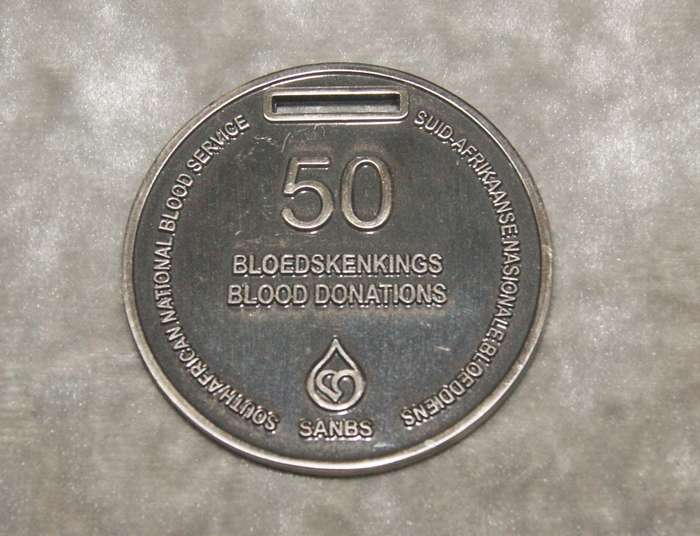 SOUTH AFRICAN NATIONAL BLOOD SERVICE
SUID-AFRIKAANSE NASIONALE BLOEDDIENS
50
BLOEDSKENKINGS
BLOOD DONATIONS
SANBS